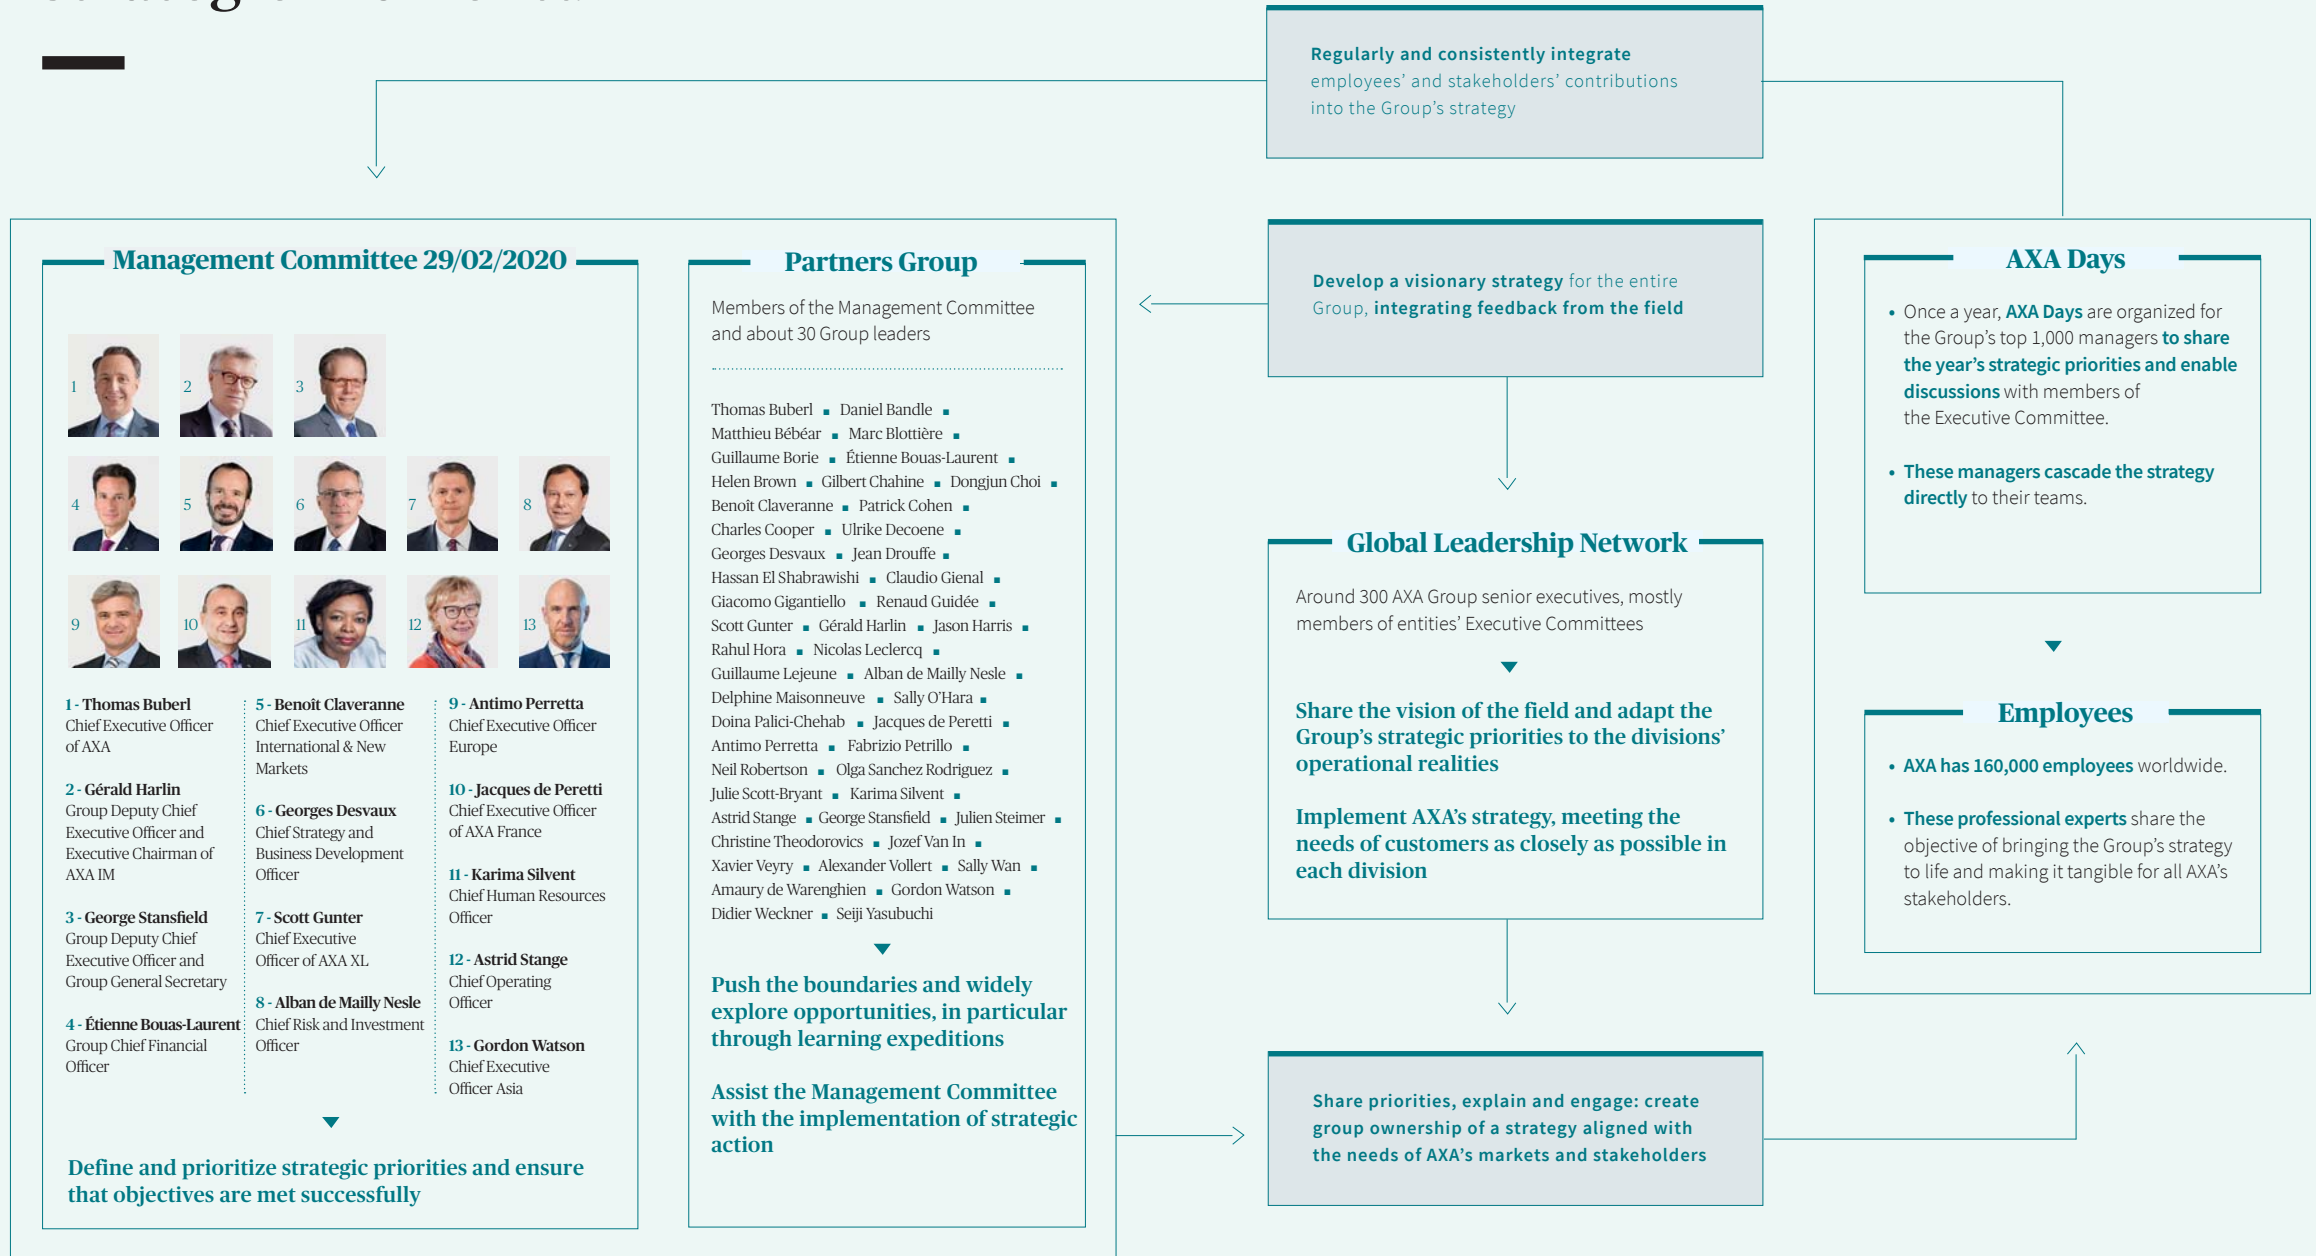 Regularly and consistently integrate
employees’ and stakeholders’ contributions
into the Group’s strategy
Management Committee 29/02/2020
1
2
3
4
5
6
7
8
9
10
11
12
13
1 - Thomas Buberl
Chief Executive Officer
of AXA
2 - Gérald Harlin
Group Deputy Chief
Executive Officer and
Executive Chairman of
AXA IM
3 - George Stansfield
Group Deputy Chief
Executive Officer and
Group General Secretary
4 - Étienne Bouas-Laurent
Group Chief Financial
Officer
5 - Benoît Claveranne
Chief Executive Officer
International & New
Markets
6 - Georges Desvaux
Chief Strategy and
Business Development
Officer
7 - Scott Gunter
Chief Executive
Officer of AXA XL
8 - Alban de Mailly Nesle
Chief Risk and Investment
Officer
9 - Antimo Perretta
Chief Executive Officer
Europe
10 - Jacques de Peretti
Chief Executive Officer
of AXA France
11 - Karima Silvent
Chief Human Resources
Officer
12 - Astrid Stange
Chief Operating
Officer
13 - Gordon Watson
Chief Executive
Officer Asia
Define and prioritize strategic priorities and ensure
that objectives are met successfully
Partners Group
Members of the Management Committee
and about 30 Group leaders
Thomas Buberl ▪ Daniel Bandle ▪
Matthieu Bébéar ▪ Marc Blottière ▪
Guillaume Borie ▪ Étienne Bouas-Laurent ▪
Helen Brown ▪ Gilbert Chahine ▪ Dongjun Choi ▪
Benoît Claveranne ▪ Patrick Cohen ▪
Charles Cooper ▪ Ulrike Decoene ▪
Georges Desvaux ▪ Jean Drouffe ▪
Hassan El Shabrawishi ▪ Claudio Gienal ▪
Giacomo Gigantiello ▪ Renaud Guidée ▪
Scott Gunter ▪ Gérald Harlin ▪ Jason Harris ▪
Rahul Hora ▪ Nicolas Leclercq ▪
Guillaume Lejeune ▪ Alban de Mailly Nesle ▪
Delphine Maisonneuve ▪ Sally O’Hara ▪
Doina Palici-Chehab ▪ Jacques de Peretti ▪
Antimo Perretta ▪ Fabrizio Petrillo ▪
Neil Robertson ▪ Olga Sanchez Rodriguez ▪
Julie Scott-Bryant ▪ Karima Silvent ▪
Astrid Stange ▪ George Stansfield ▪ Julien Steimer ▪
Christine Theodorovics ▪ Jozef Van In ▪
Xavier Veyry ▪ Alexander Vollert ▪ Sally Wan ▪
Amaury de Warenghien ▪ Gordon Watson ▪
Didier Weckner ▪ Seiji Yasubuchi
Push the boundaries and widely
explore opportunities, in particular
through learning expeditions
Assist the Management Committee
with the implementation of strategic
action
Develop a visionary strategy for the entire
Group, integrating feedback from the field
Global Leadership Network
Around 300 AXA Group senior executives, mostly
members of entities’ Executive Committees
Share the vision of the field and adapt the
Group’s strategic priorities to the divisions’
operational realities
Implement AXA’s strategy, meeting the
needs of customers as closely as possible in
each division
Share priorities, explain and engage: create
group ownership of a strategy aligned with
the needs of AXA’s markets and stakeholders
AXA Days
• Once a year, AXA Days are organized for
the Group’s top 1,000 managers to share
the year’s strategic priorities and enable
discussions with members of
the Executive Committee.
• These managers cascade the strategy
directly to their teams.
Employees
• AXA has 160,000 employees worldwide.
• These professional experts share the
objective of bringing the Group’s strategy
to life and making it tangible for all AXA’s
stakeholders.